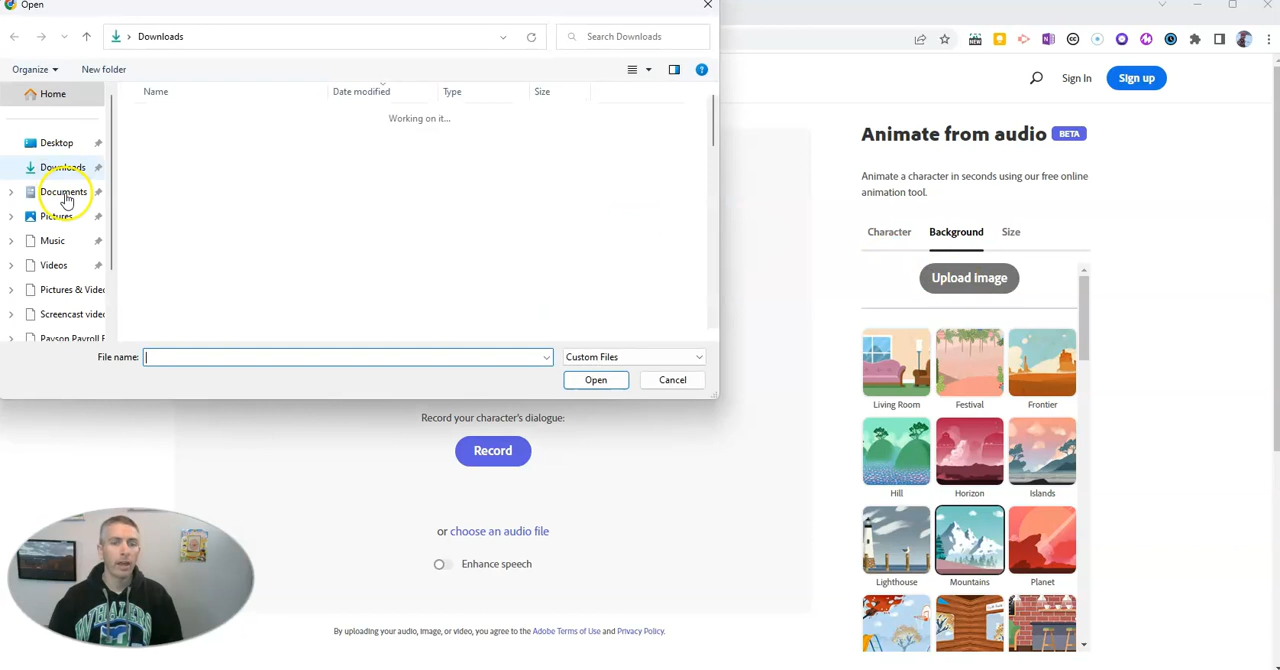 Open
Downloads
Search Downloads
Organize
New folder
Home
Name
Date modified
Type
Size
Working on it...
Desktop
Downloads
Documents
Pictures
Music
Videos
Pictures & Video
Screencast video
Payson Payroll
File name:
Custom Files
Open
Cancel
Sign In
Sign up
Animate from audio BETA
Animate a character in seconds using our free online
animation tool.
Character
Background
Size
Upload image
Living Room
Festival
Frontier
Hill
Horizon
Islands
Lighthouse
Mountains
Planet
Record your character's dialogue:
Record
or choose an audio file
Enhance speech
By uploading your audio, image, or video, you agree to the Adobe Terms of Use and Privacy Policy.